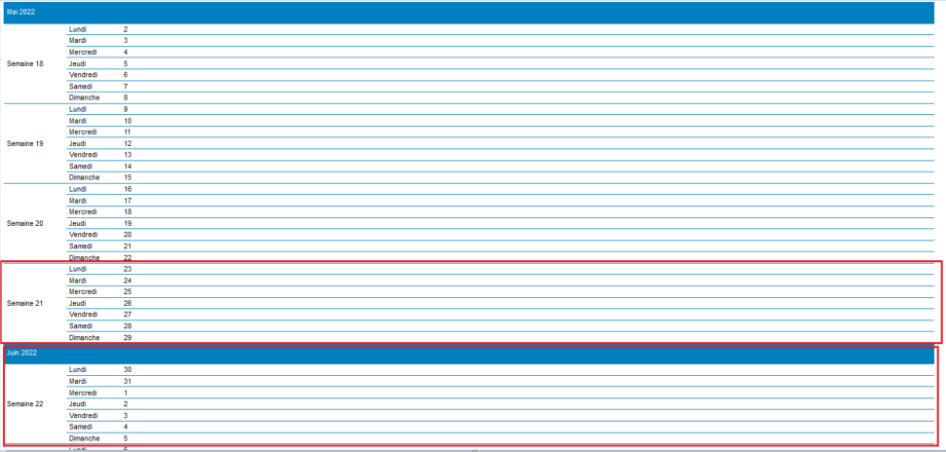 Mai 2022
Lundi 2
Mardi 3
Mercredi 4
Semaine 18 Jeudi 5
Vendredi 6
Samedi 7
Dimanche 8
Lundi 9
Mardi 10
Mercredi 11
Semaine 19 Jeudi 12
Vendredi 13
Samedi 14
Dimanche 15
Lundi 16
Mardi 17
Mercredi 18
Semaine 20 Jeudi 19
Vendredi 20
Samedi 21
Dimanche 22
Lundi 23
Mardi 24
Mercredi 25
Semaine 21 Jeudi 26
Vendredi 27
Samedi 28
Dimanche 29
Juin 2022
Lundi 30
Mardi 31
Mercredi 1
Semaine 22 Jeudi 2
Vendredi 3
Samedi 4
Dimanche 5
Lundi 6